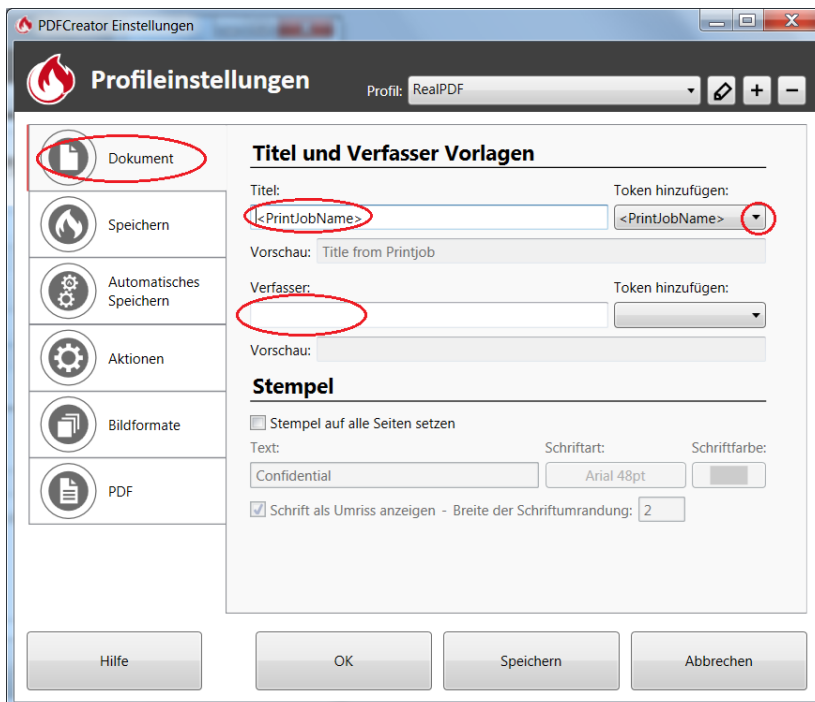 PDFCreator Einstellungen
Profileinstellungen
Profil: RealPDF
Dokument
Speichern
Automatisches
Speichern
Aktionen
Bildformate
PDF
Titel und Verfasser Vorlagen
Titel: Token hinzufügen:
<PrintJobName> <PrintJobName>
Vorschau: Title from Printjob
Verfasser: Token hinzufügen:
Vorschau:
Stempel
Stempel auf alle Seiten setzen
Text: Schriftart: Schriftfarbe:
Confidential Arial 48pt
Schrift als Umriss anzeigen - Breite der Schriftumrandung: 2
Hilfe OK Speichern Abbrechen